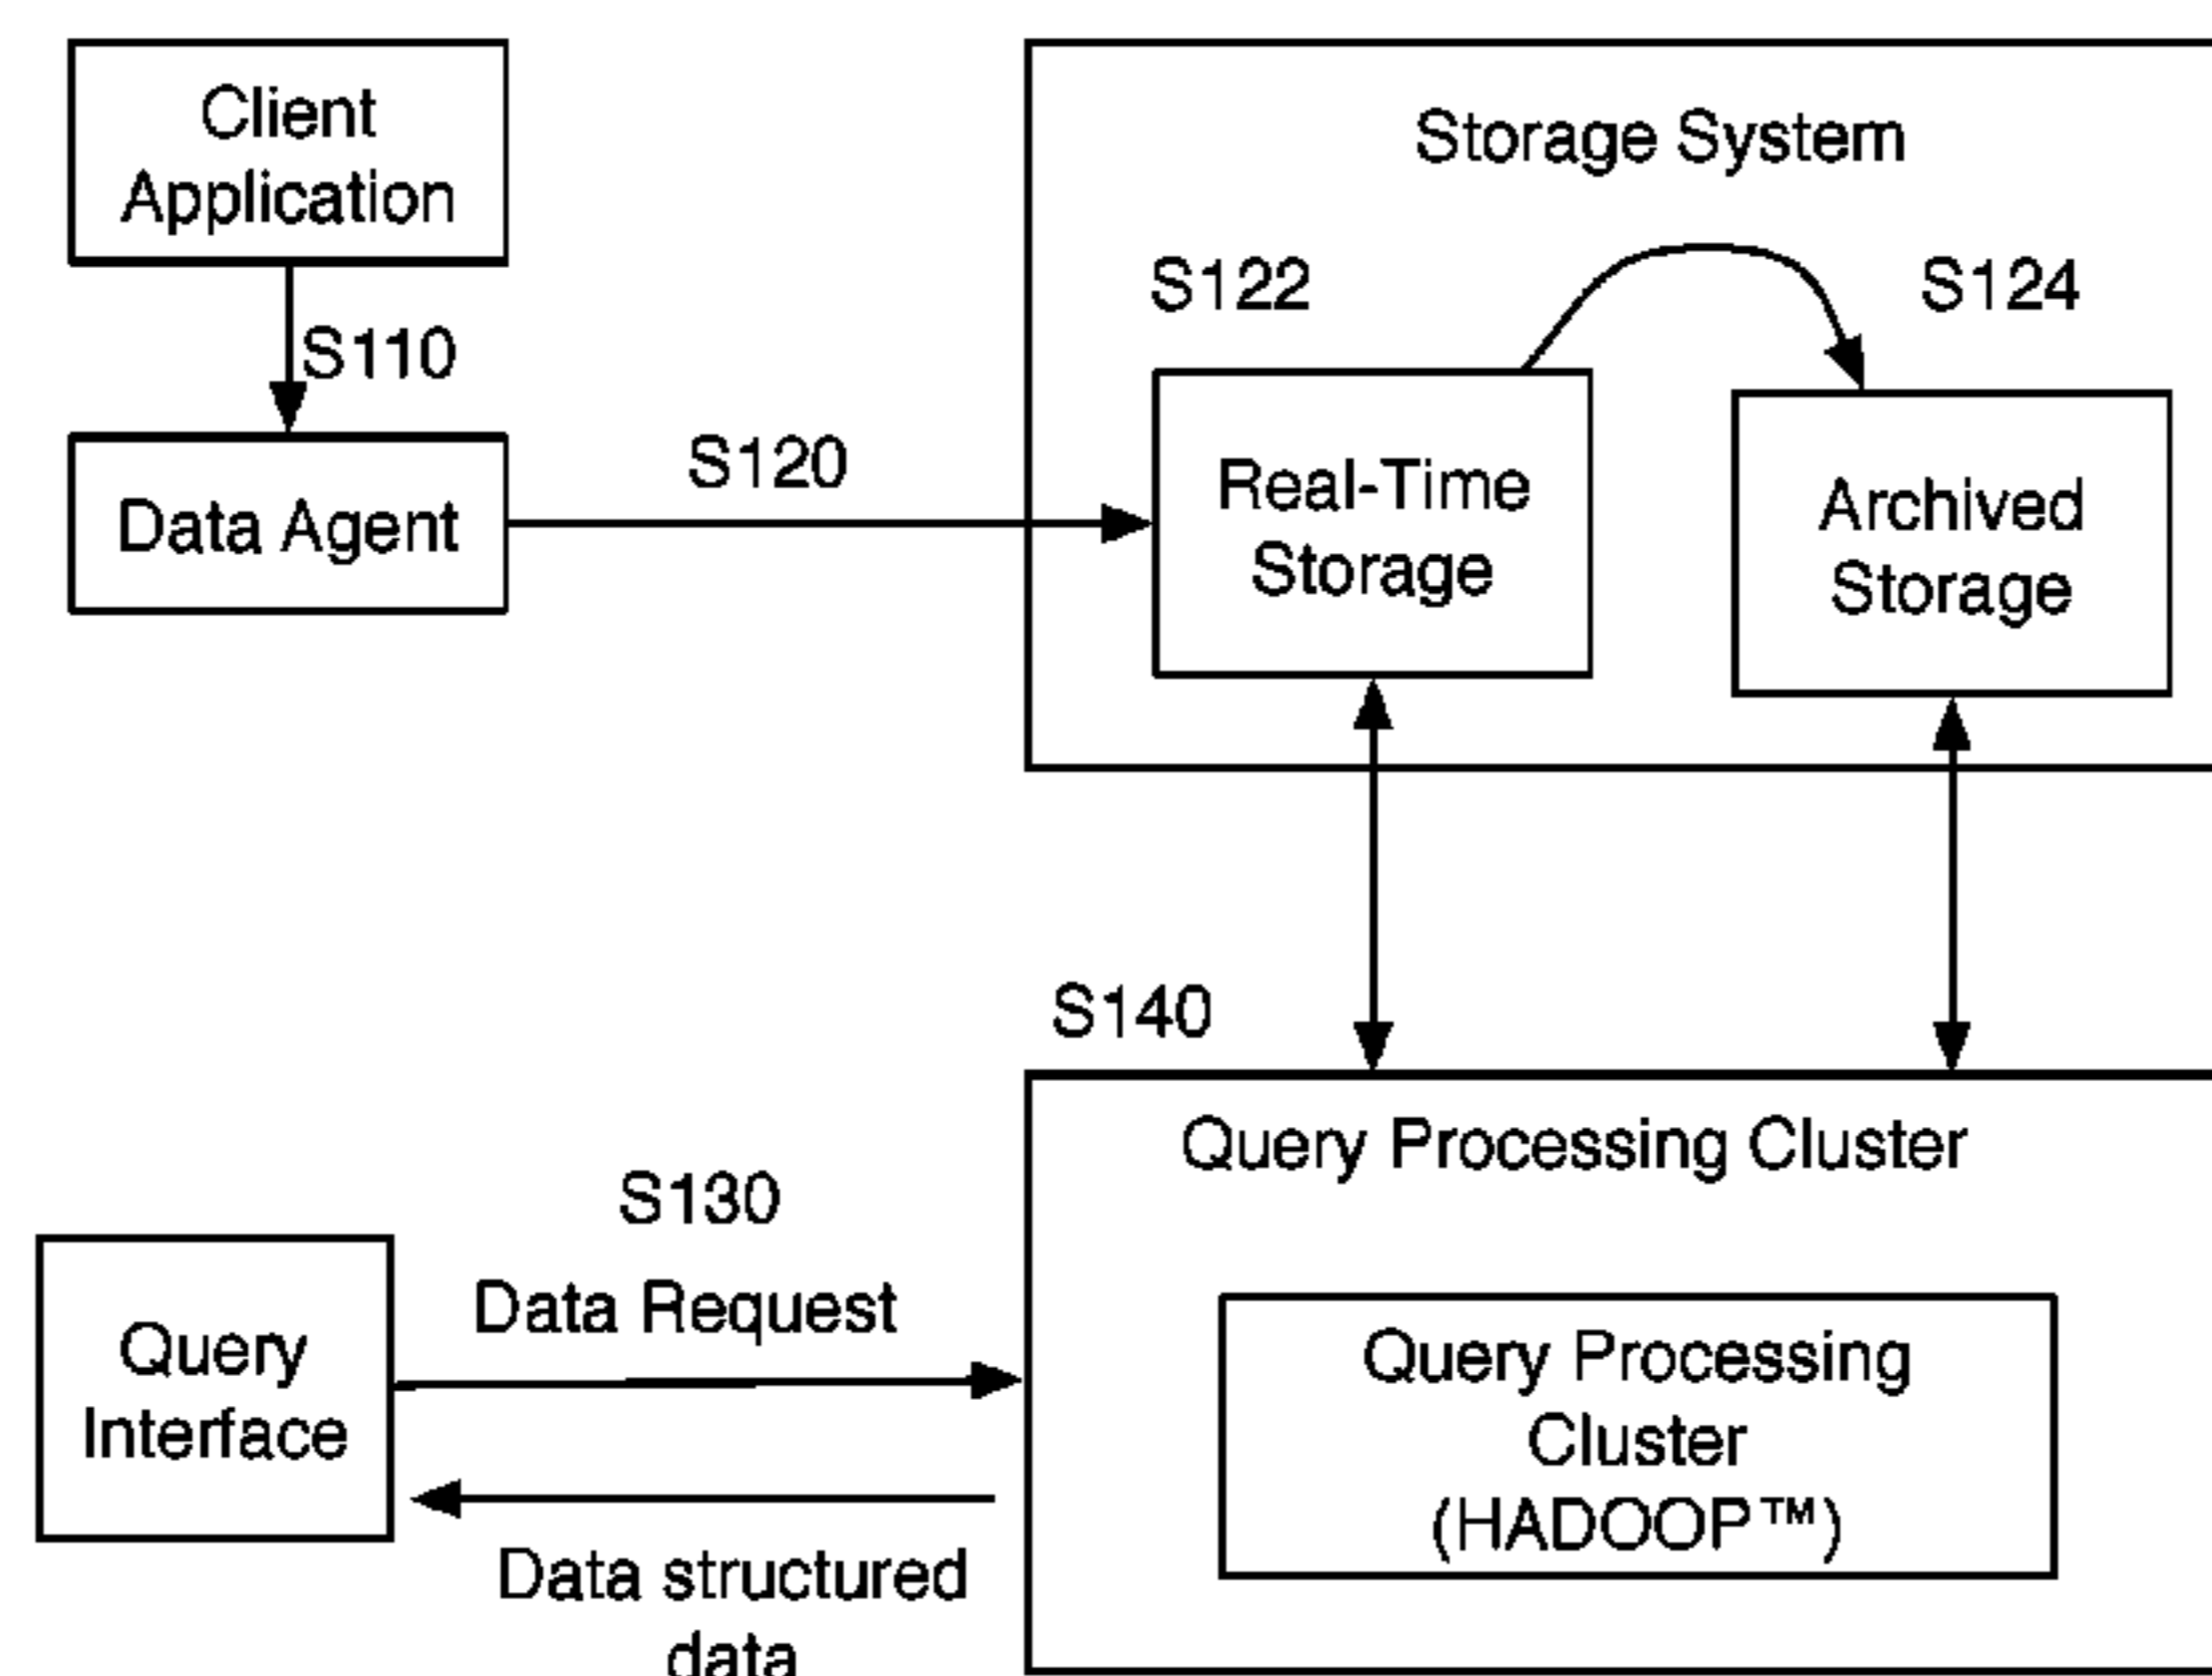 Client
Application
Storage System
S122
S124
S110
S120
Data Agent
Real-Time
Storage
Archived
Storage
S140
Query Processing Cluster
S130
Data Request
Query
Interface
Query Processing
Cluster
(HADOOP™)
Data structured
data